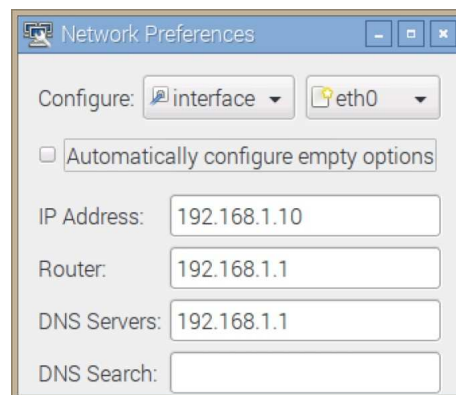 Network Preferences
Configure: interface eth0
Automatically configure empty options
IP Address: 192.168.1.10
Router: 192.168.1.1
DNS Servers: 192.168.1.1
DNS Search: